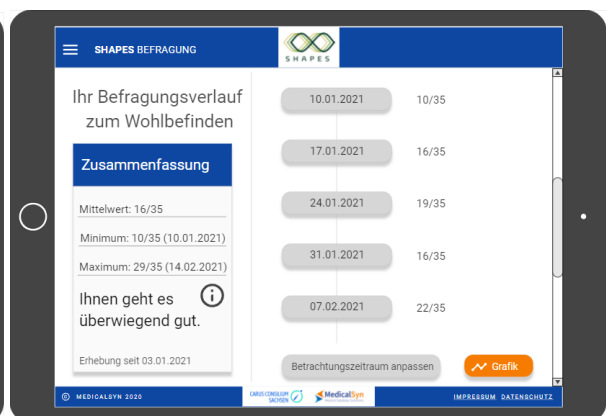 SHAPES BEFRAGUNG
SHAPES
Ihr Befragungsverlauf
zum Wohlbefinden
Zusammenfassung
Mittelwert: 16/35
Minimum: 10/35 (10.01.2021)
Maximum: 29/35 (14.02.2021)
Ihnen geht es
überwiegend gut.
Erhebung seit 03.01.2021
10.01.2021 10/35
17.01.2021 16/35
24.01.2021 19/35
31.01.2021 16/35
07.02.2021 22/35
Betrachtungszeitraum anpassen
Grafik
© MEDICALSYN 2020
CARUS CONSILIUM
SACHSEN
MedicalSyn
IMPRESSUM DATENSCHUTZ